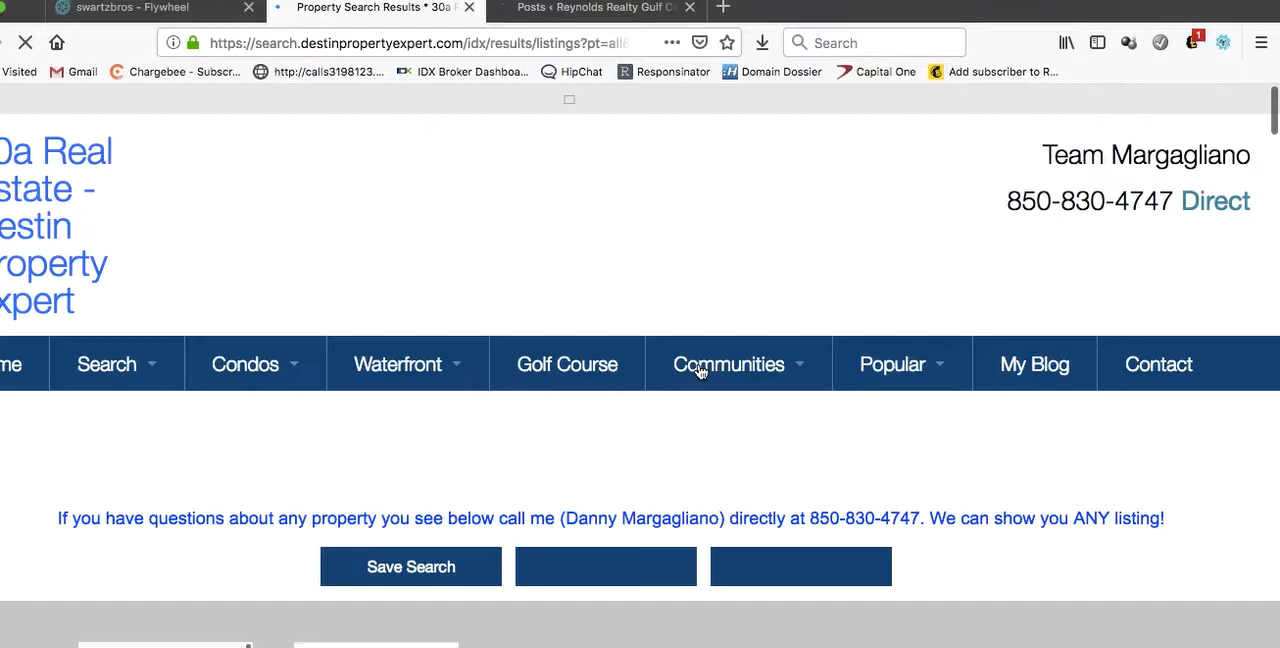 swartzbros - Flywheel
Property Search Results * 30a R
Posts ‹ Reynolds Realty Gulf C
https://search.destinpropertyexpert.com/idx/results/listings?pt=all&
Search
1
Visited
Gmail
Chargebee - Subscr...
http://calls3198123....
IDX Broker Dashboa...
HipChat
Responsinator
Domain Dossier
Capital One
Add subscriber to R...
0a Real
state -
estin
roperty
xpert
Team Margagliano
850-830-4747 Direct
me
Search
Condos
Waterfront
Golf Course
Communities
Popular
My Blog
Contact
If you have questions about any property you see below call me (Danny Margagliano) directly at 850-830-4747. We can show you ANY listing!
Save Search